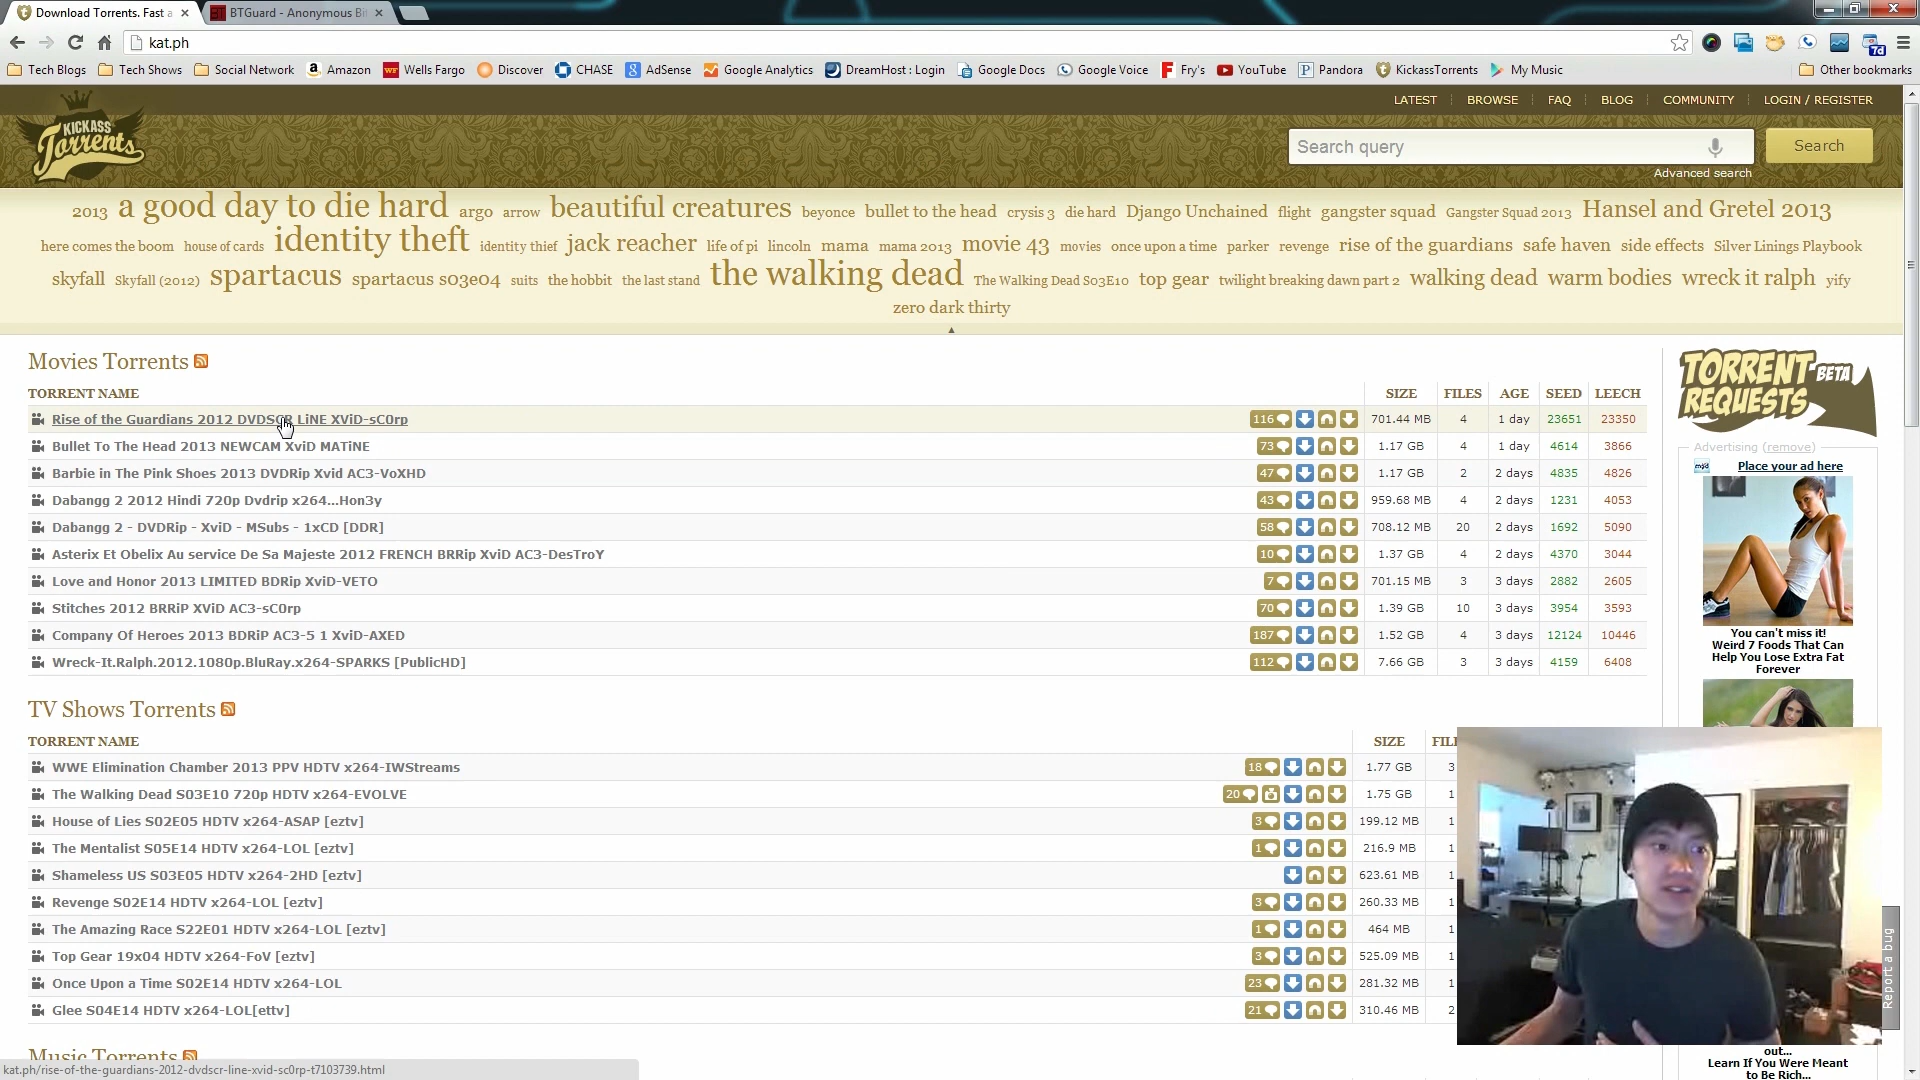 Download Torrents. Fast a
BTGuard - Anonymous Bi
kat.ph
7d
Tech Blogs
Tech Shows
Social Network
Amazon
Wells Fargo
Discover
CHASE
AdSense
Google Analytics
DreamHost : Login
Google Docs
Google Voice
Fry's
YouTube
Pandora
KickassTorrents
My Music
Other bookmarks
LATEST BROWSE FAQ BLOG COMMUNITY LOGIN / REGISTER
KICKASS
Torrents
Search query
Search
Advanced search
2013 a good day to die hard argo arrow beautiful creatures beyonce bullet to the head crysis 3 die hard Django Unchained flight gangster squad Gangster Squad 2013 Hansel and Gretel 2013
here comes the boom house of cards identity theft identity thief jack reacher life of pi lincoln mama mama 2013 movie 43 movies once upon a time parker revenge rise of the guardians safe haven side effects Silver Linings Playbook
skyfall Skyfall (2012) spartacus spartacus s03e04 suits the hobbit the last stand the walking dead The Walking Dead S03E10 top gear twilight breaking dawn part 2 walking dead warm bodies wreck it ralph yify
zero dark thirty
Movies Torrents
TORRENT NAME SIZE FILES AGE SEED LEECH
Rise of the Guardians 2012 DVDSCR LiNE XViD-sC0rp 116 701.44 MB 4 1 day 23651 23350
Bullet To The Head 2013 NEWCAM XviD MATiNE 73 1.17 GB 4 1 day 4614 3866
Barbie in The Pink Shoes 2013 DVDRip Xvid AC3-VoXHD 47 1.17 GB 2 2 days 4835 4826
Dabangg 2 2012 Hindi 720p Dvdrip x264...Hon3y 43 959.68 MB 4 2 days 1231 4053
Dabangg 2 - DVDRip - XviD - MSubs - 1xCD [DDR] 58 708.12 MB 20 2 days 1692 5090
Asterix Et Obelix Au service De Sa Majeste 2012 FRENCH BRRip XviD AC3-DesTroY 10 1.37 GB 4 2 days 4370 3044
Love and Honor 2013 LIMITED BDRip XviD-VETO 7 701.15 MB 3 3 days 2882 2605
Stitches 2012 BRRiP XViD AC3-sC0rp 70 1.39 GB 10 3 days 3954 3593
Company Of Heroes 2013 BDRiP AC3-5 1 XviD-AXED 187 1.52 GB 4 3 days 12124 10446
Wreck-It.Ralph.2012.1080p.BluRay.x264-SPARKS [PublicHD] 112 7.66 GB 3 3 days 4159 6408
TORRENT BETA
REQUESTS
Advertising (remove)
Place your ad here
You can't miss it!
Weird 7 Foods That Can
Help You Lose Extra Fat
Forever
TV Shows Torrents
TORRENT NAME SIZE FIL
WWE Elimination Chamber 2013 PPV HDTV x264-IWStreams 18 1.77 GB 3
The Walking Dead S03E10 720p HDTV x264-EVOLVE 20 1.75 GB 1
House of Lies S02E05 HDTV x264-ASAP [eztv] 3 199.12 MB 1
The Mentalist S05E14 HDTV x264-LOL [eztv] 1 216.9 MB 1
Shameless US S03E05 HDTV x264-2HD [eztv] 623.61 MB 1
Revenge S02E14 HDTV x264-LOL [eztv] 3 260.33 MB 1
The Amazing Race S22E01 HDTV x264-LOL [eztv] 1 464 MB 1
Top Gear 19x04 HDTV x264-FoV [eztv] 3 525.09 MB 1
Once Upon a Time S02E14 HDTV x264-LOL 23 281.32 MB 1
Glee S04E14 HDTV x264-LOL[ettv] 21 310.46 MB 2
Report a bug
Music Torrents
out...
Learn If You Were Meant
to Be Rich...
kat.ph/rise-of-the-guardians-2012-dvdscr-line-xvid-sc0rp-t7103739.html